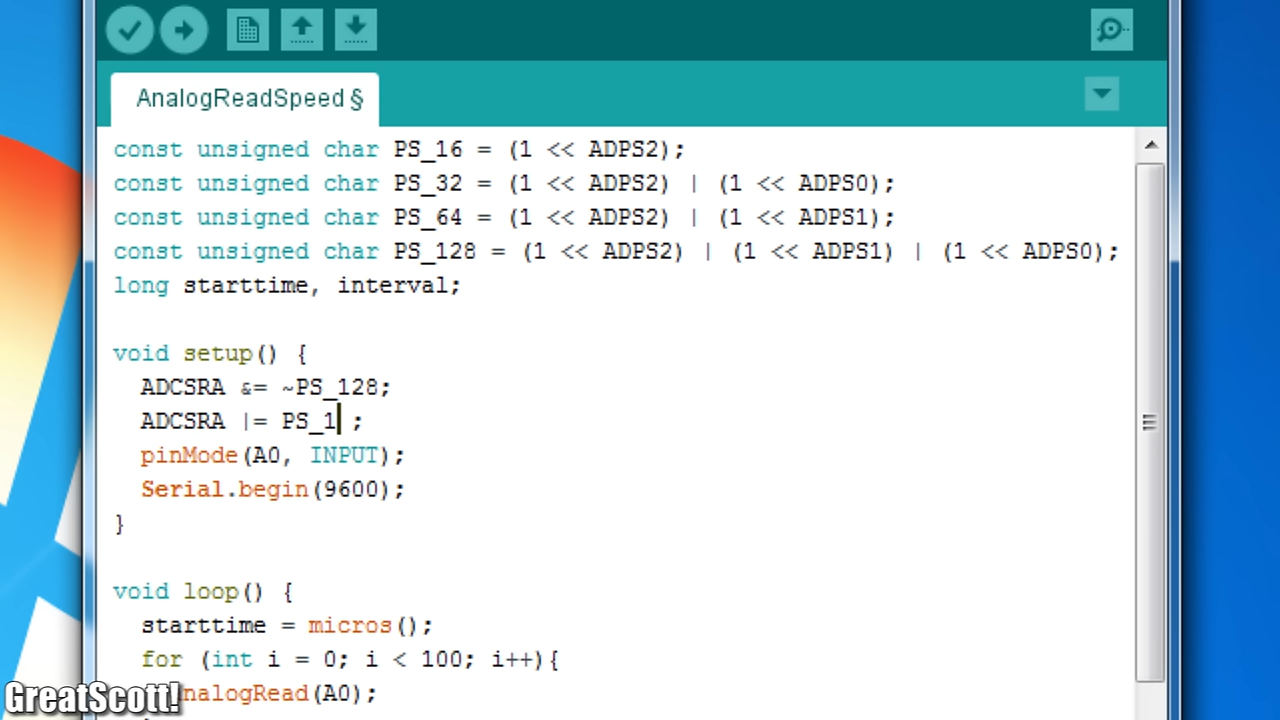 AnalogReadSpeed §
const unsigned char PS_16 = (1 << ADPS2);
const unsigned char PS_32 = (1 << ADPS2) | (1 << ADPS0);
const unsigned char PS_64 = (1 << ADPS2) | (1 << ADPS1);
const unsigned char PS_128 = (1 << ADPS2) | (1 << ADPS1) | (1 << ADPS0);
long starttime, interval;
void setup() {
ADCSRA &= ~PS_128;
ADCSRA |= PS_1 ;
pinMode(A0, INPUT);
Serial.begin(9600);
}
void loop() {
starttime = micros();
for (int i = 0; i < 100; i++){
nalogRead(A0);
GreatScott!